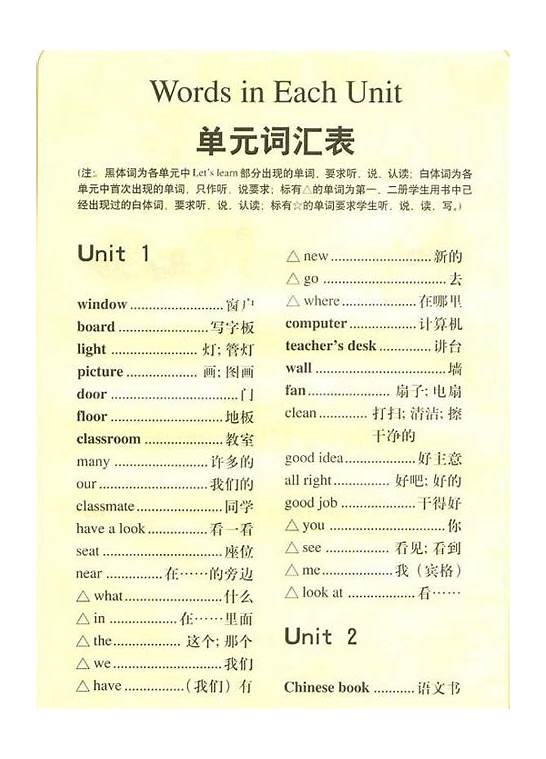 Words in Each Unit
单元词汇表
(注:黑体词为各单元中Let's learn部分出现的单词,要求听、说、认读;白体词为各
单元中首次出现的单词,只作听、说要求;标有△的单词为第一、二册学生用书中已
经出现过的白体词,要求听、说、认读;标有☆的单词要求学生听、说、读、写。)
Unit 1
window ..................... 窗户
board .................... 写字板
light ................... 灯; 管灯
picture ................ 画; 图画
door ............................ 门
floor ........................ 地板
classroom ................. 教室
many .................... 许多的
our ....................... 我们的
classmate ................... 同学
have a look ............. 看一看
seat .......................... 座位
near ............. 在……的旁边
△ what ..................... 什么
△ in ............... 在……里面
△ the ............... 这个; 那个
△ we ........................ 我们
△ have ............ (我们) 有
△ new ...................... 新的
△ go ........................... 去
△ where ................ 在哪里
computer ............... 计算机
teacher's desk ............ 讲台
wall ............................. 墙
fan .................. 扇子; 电扇
clean ........... 打扫; 清洁; 擦
干净的
good idea ................ 好主意
all right ............ 好吧; 好的
good job ................. 干得好
△ you .......................... 你
△ see .............. 看见; 看到
△ me ................ 我 (宾格)
△ look at ................ 看……
Unit 2
Chinese book ......... 语文书